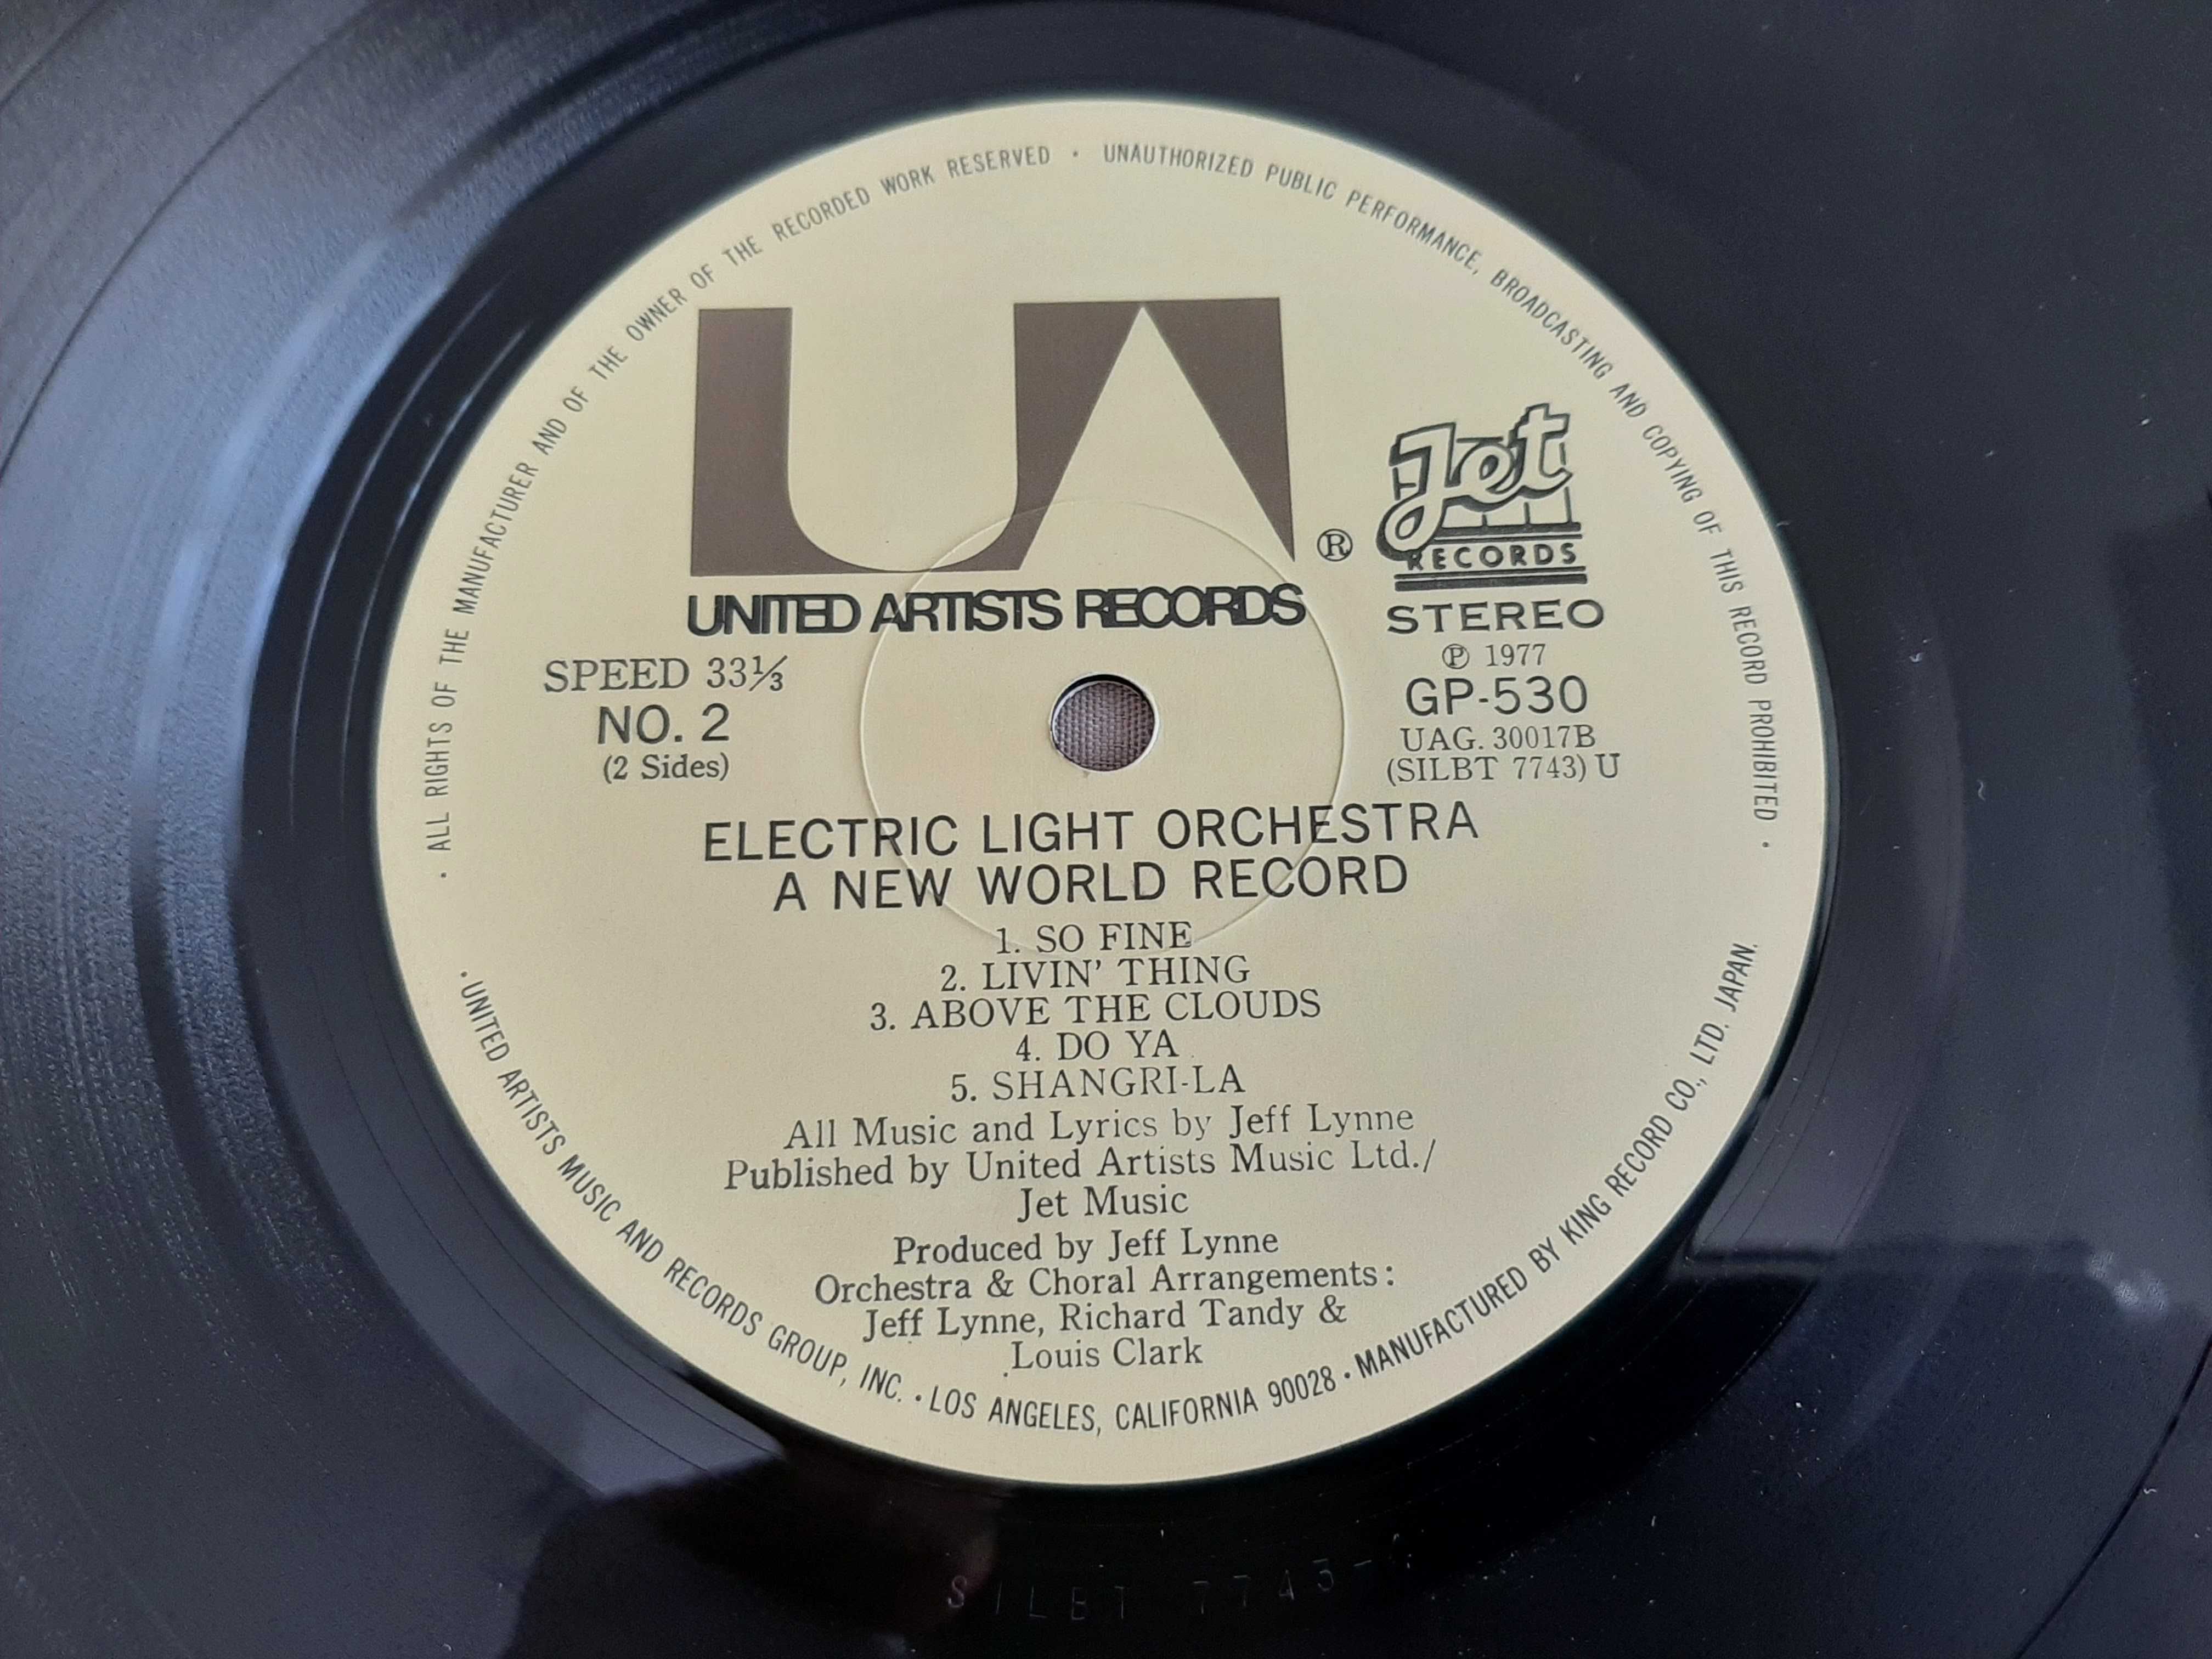 · ALL RIGHTS OF THE MANUFACTURER AND OF THE OWNER OF THE RECORDED WORK RESERVED · UNAUTHORIZED PUBLIC PERFORMANCE, BROADCASTING AND COPYING OF THIS RECORD PROHIBITED ·
UA
®
Jet
RECORDS
UNITED ARTISTS RECORDS
STEREO
℗ 1977
SPEED 33⅓
GP-530
NO. 2
UAG. 30017B
(2 Sides)
(SILBT 7743) U
ELECTRIC LIGHT ORCHESTRA
A NEW WORLD RECORD
1. SO FINE
2. LIVIN' THING
3. ABOVE THE CLOUDS
4. DO YA
5. SHANGRI-LA
All Music and Lyrics by Jeff Lynne
Published by United Artists Music Ltd./
Jet Music
Produced by Jeff Lynne
Orchestra & Choral Arrangements:
Jeff Lynne, Richard Tandy &
Louis Clark
· UNITED ARTISTS MUSIC AND RECORDS GROUP, INC. · LOS ANGELES, CALIFORNIA 90028 · MANUFACTURED BY KING RECORD CO., LTD. JAPAN.
SILBT 7743-